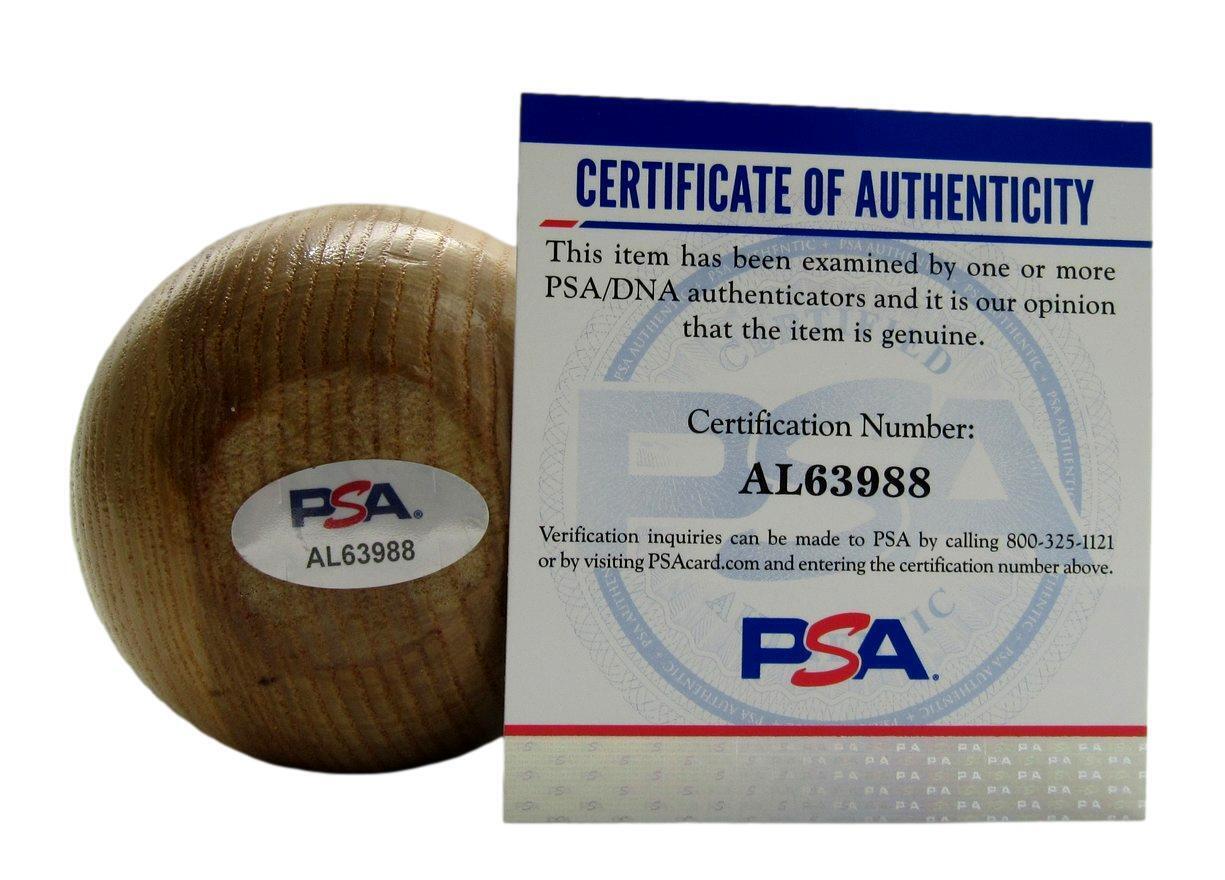 PSA®
AL63988
CERTIFICATE OF AUTHENTICITY
This item has been examined by one or more
PSA/DNA authenticators and it is our opinion
that the item is genuine.
Certification Number:
AL63988
Verification inquiries can be made to PSA by calling 800-325-1121
or by visiting PSAcard.com and entering the certification number above.
PSA®
CERTIFIED
PSA